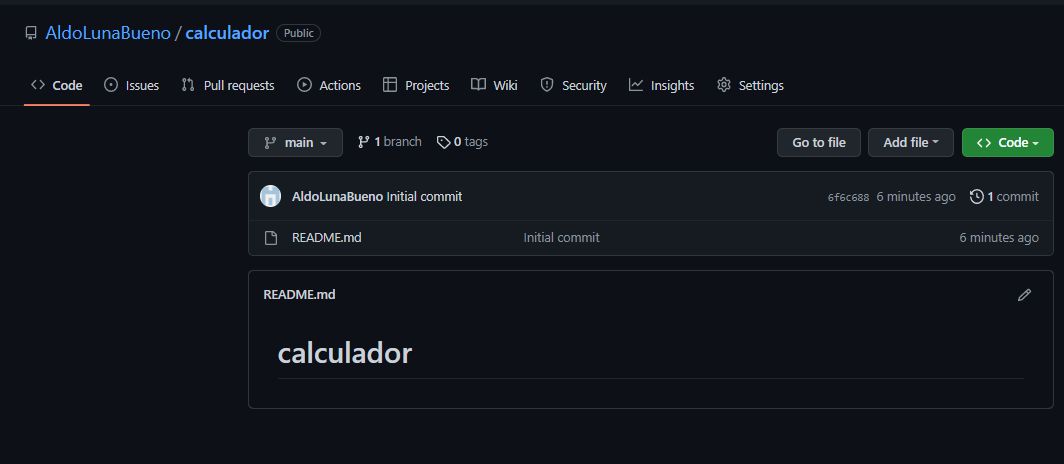 AldoLunaBueno / calculador Public
Code Issues Pull requests Actions Projects Wiki Security Insights Settings
main 1 branch 0 tags Go to file Add file Code
AldoLunaBueno Initial commit 6f6c688 6 minutes ago 1 commit
README.md Initial commit 6 minutes ago
README.md
calculador